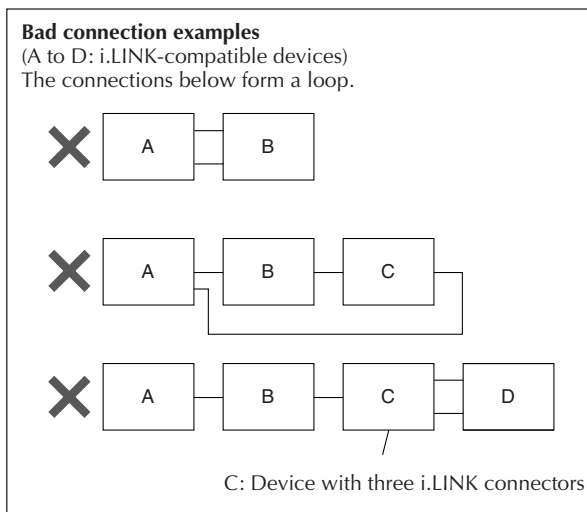 Bad connection examples
(A to D: i.LINK-compatible devices)
The connections below form a loop.
A B
A B C
A B C D
C: Device with three i.LINK connectors